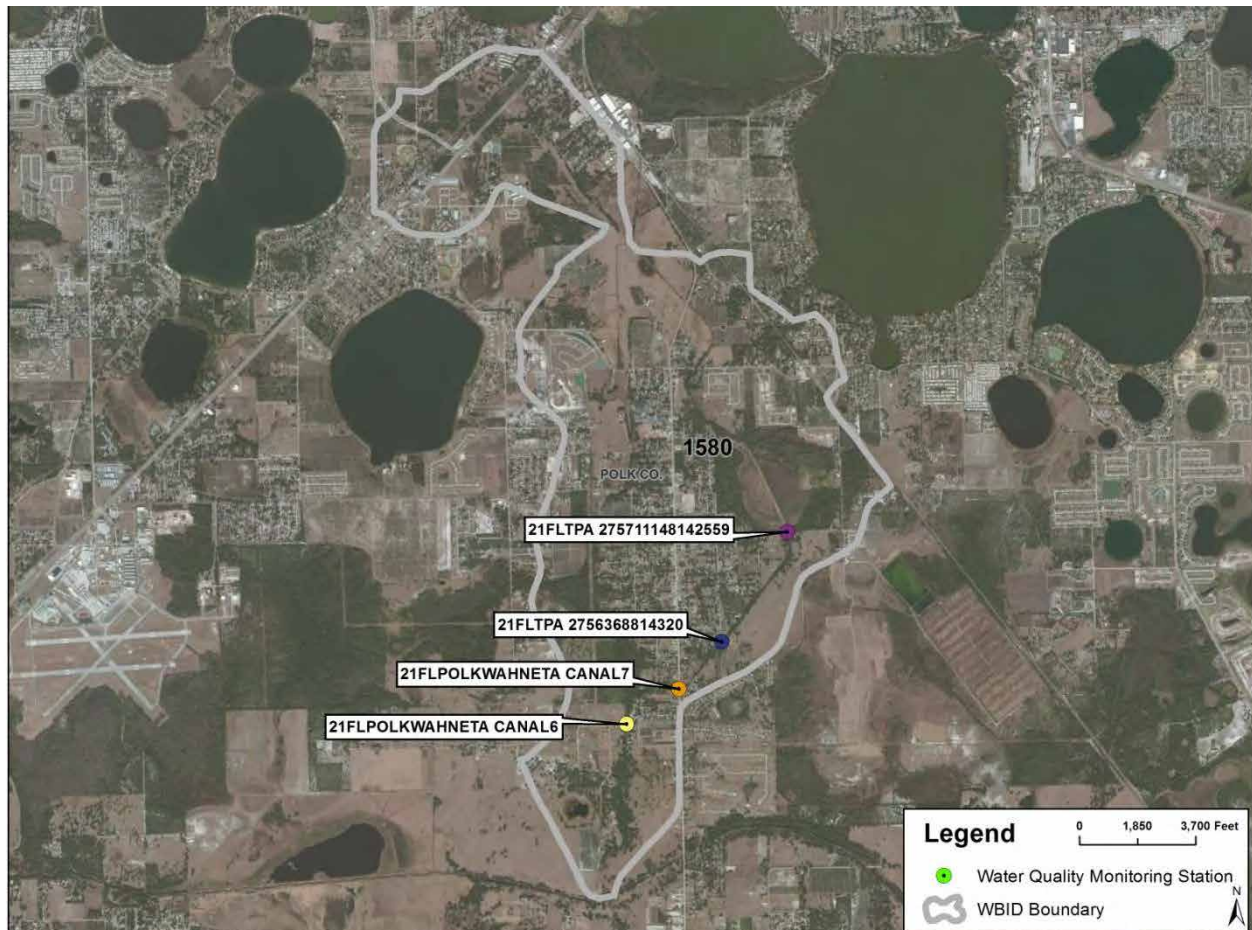 1580
POLK CO.
21FLTPA 275711148142559
21FLTPA 2756368814320
21FLPOLKWAHNETA CANAL7
21FLPOLKWAHNETA CANAL6
Legend
0 1,850 3,700 Feet
Water Quality Monitoring Station
WBID Boundary
N